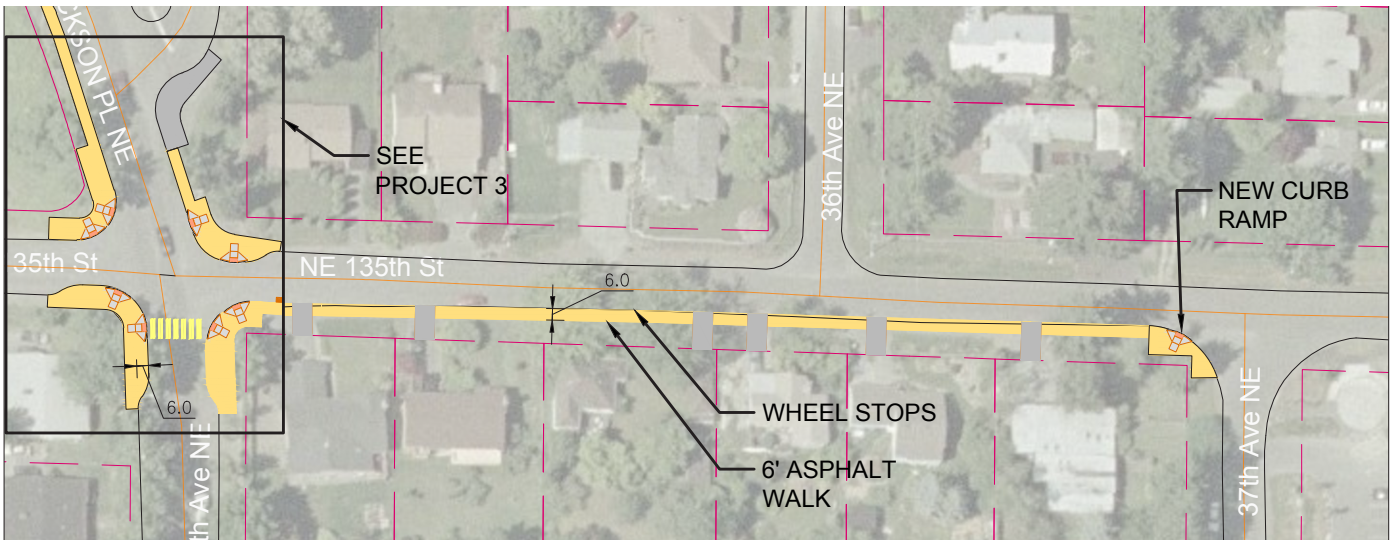 CKSON PL NE
SEE
PROJECT 3
36th Ave NE
NEW CURB
RAMP
35th St
NE 135th St
6.0
6.0
WHEEL STOPS
6' ASPHALT
WALK
th Ave NE
37th Ave NE